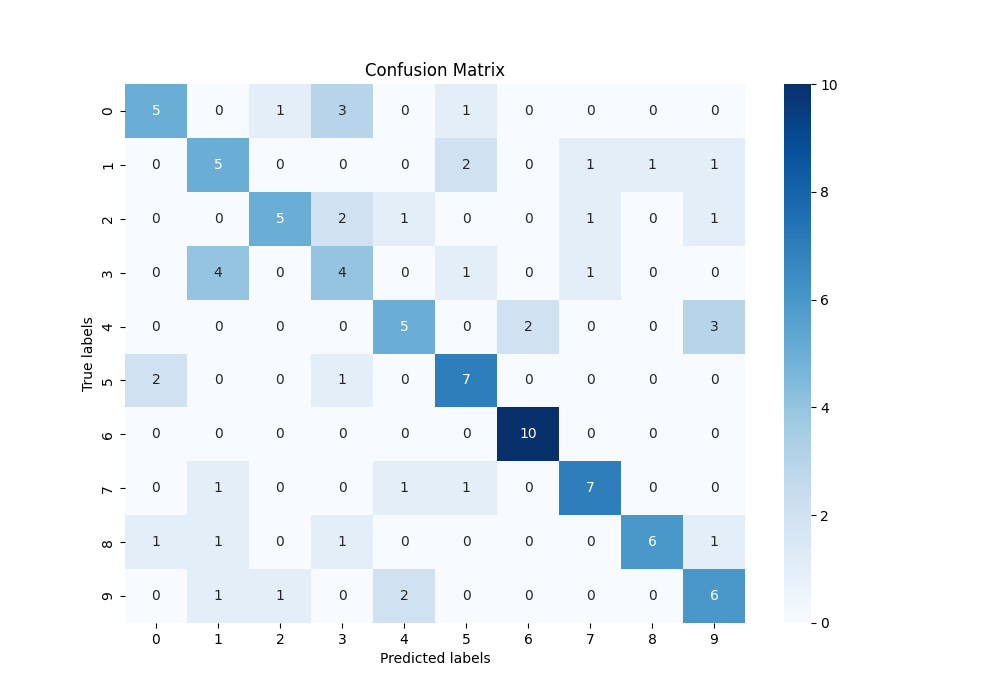 Confusion Matrix
0 5 0 1 3 0 1 0 0 0 0 10
1 0 5 0 0 0 2 0 1 1 1 8
2 0 0 5 2 1 0 0 1 0 1
3 0 4 0 4 0 1 0 1 0 0 6
4 0 0 0 0 5 0 2 0 0 3
True labels
5 2 0 0 1 0 7 0 0 0 0 4
6 0 0 0 0 0 0 10 0 0 0
7 0 1 0 0 1 1 0 7 0 0 2
8 1 1 0 1 0 0 0 0 6 1
9 0 1 1 0 2 0 0 0 0 6 0
0 1 2 3 4 5 6 7 8 9
Predicted labels